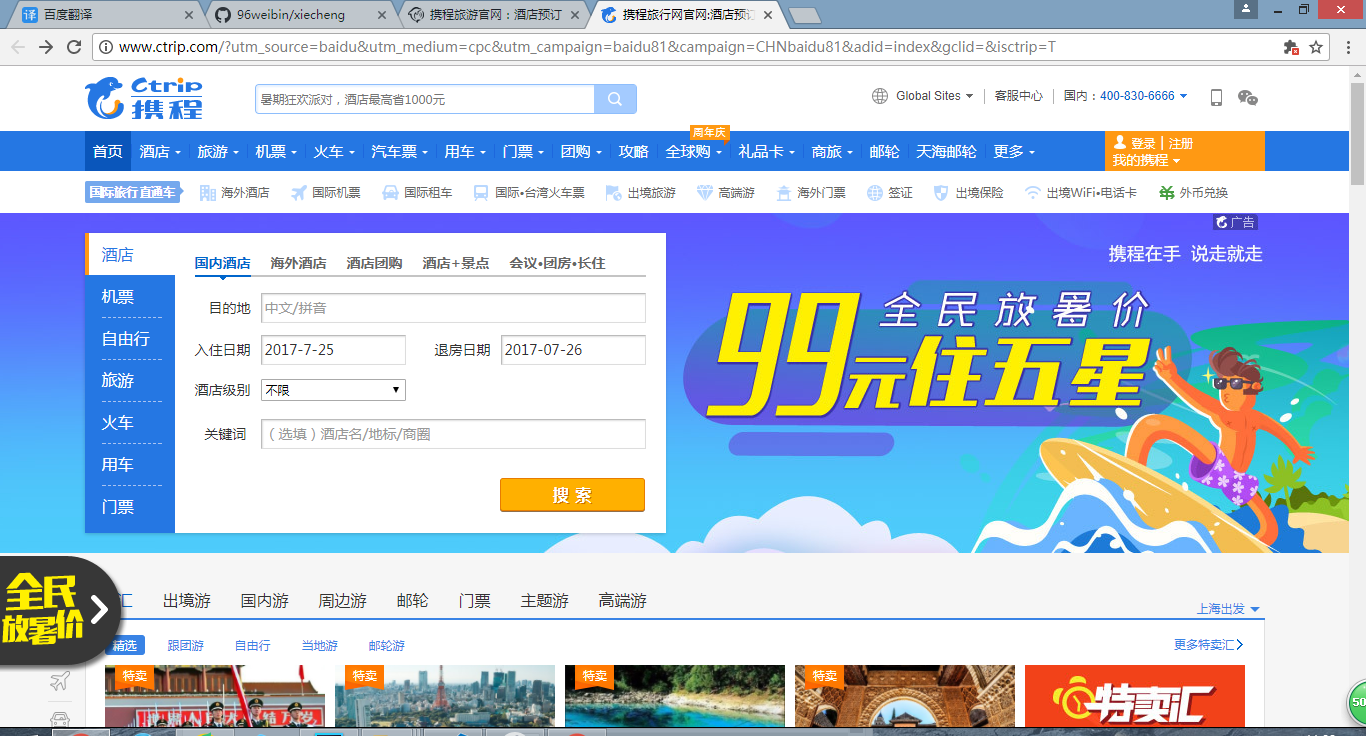 百度翻译
96weibin/xiecheng
携程旅游官网：酒店预订
携程旅行网官网:酒店预订
www.ctrip.com/?utm_source=baidu&utm_medium=cpc&utm_campaign=baidu81&campaign=CHNbaidu81&adid=index&gclid=&isctrip=T
Ctrip
携程
暑期狂欢派对，酒店最高省1000元
Global Sites
客服中心
国内：400-830-6666
周年庆
首页 酒店 旅游 机票 火车 汽车票 用车 门票 团购 攻略 全球购 礼品卡 商旅 邮轮 天海邮轮 更多
登录 | 注册
我的携程
国际旅行直通车 海外酒店 国际机票 国际租车 国际•台湾火车票 出境旅游 高端游 海外门票 签证 出境保险 出境WiFi•电话卡 外币兑换
广告
携程在手 说走就走
全民放暑价
99元住五星
酒店
机票
自由行
旅游
火车
用车
门票
国内酒店 海外酒店 酒店团购 酒店+景点 会议•团房•长住
目的地 中文/拼音
入住日期 2017-7-25 退房日期 2017-07-26
酒店级别 不限
关键词 （选填）酒店名/地标/商圈
搜 索
全民
放暑价
汇 出境游 国内游 周边游 邮轮 门票 主题游 高端游
上海出发
精选 跟团游 自由行 当地游 邮轮游
更多特卖汇
特卖 特卖 特卖 特卖
特卖汇
50